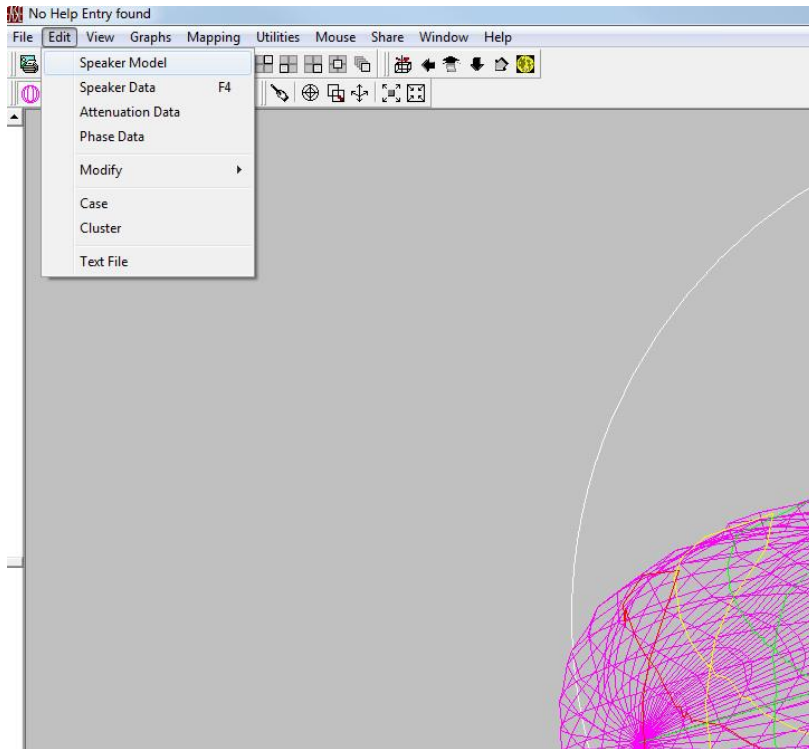 No Help Entry found
File Edit View Graphs Mapping Utilities Mouse Share Window Help
Speaker Model
Speaker Data F4
Attenuation Data
Phase Data
Modify
Case
Cluster
Text File